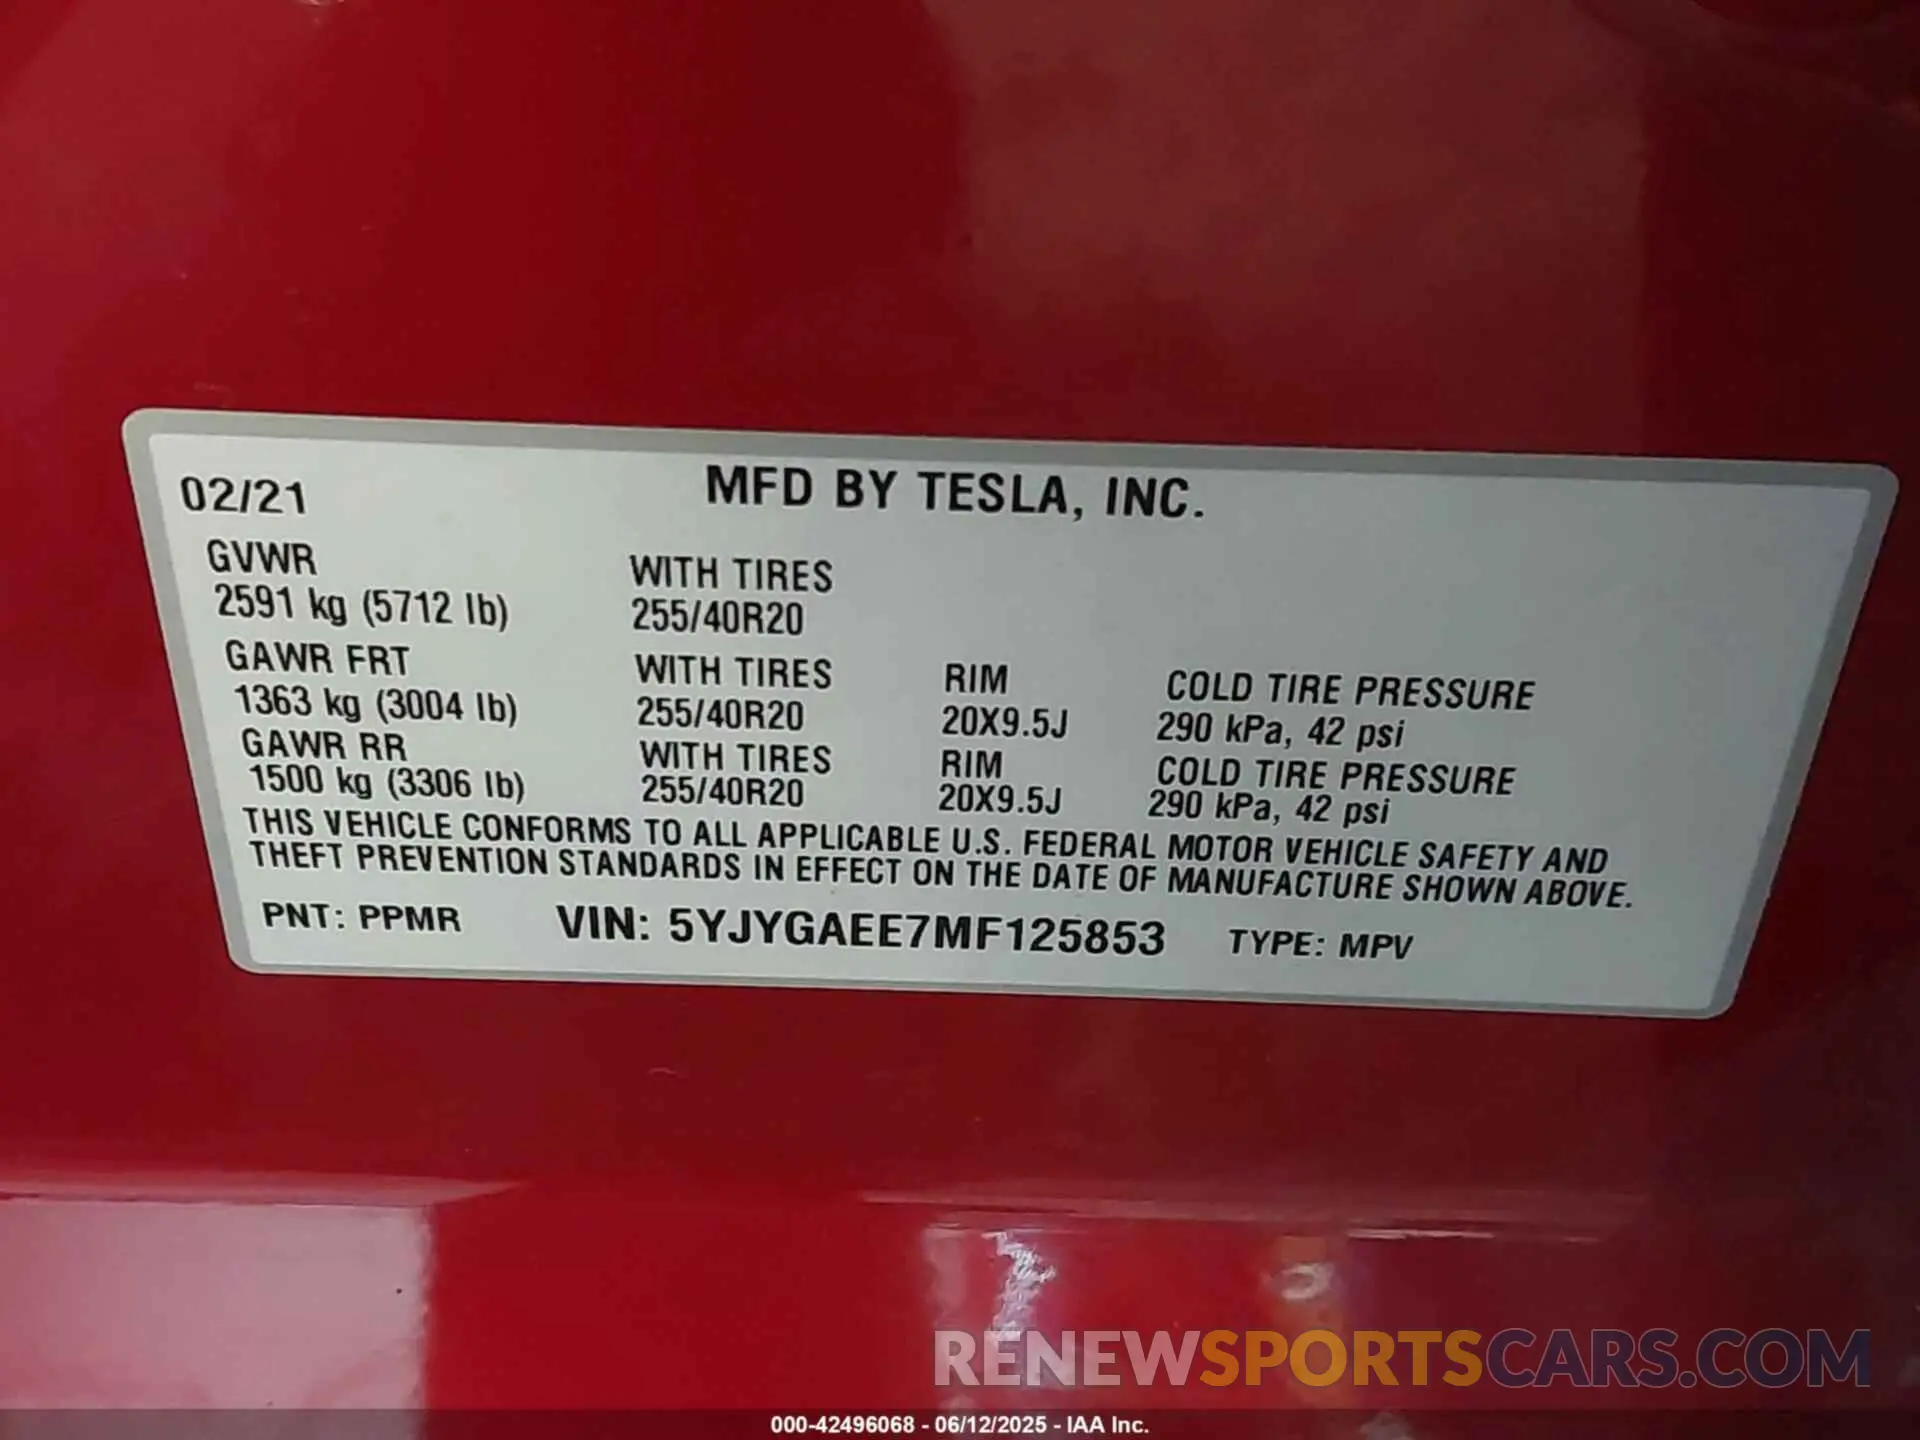 02/21 MFD BY TESLA, INC.
GVWR WITH TIRES
2591 kg (5712 lb) 255/40R20
GAWR FRT WITH TIRES RIM COLD TIRE PRESSURE
1363 kg (3004 lb) 255/40R20 20X9.5J 290 kPa, 42 psi
GAWR RR WITH TIRES RIM COLD TIRE PRESSURE
1500 kg (3306 lb) 255/40R20 20X9.5J 290 kPa, 42 psi
THIS VEHICLE CONFORMS TO ALL APPLICABLE U.S. FEDERAL MOTOR VEHICLE SAFETY AND
THEFT PREVENTION STANDARDS IN EFFECT ON THE DATE OF MANUFACTURE SHOWN ABOVE.
PNT: PPMR VIN: 5YJYGAEE7MF125853 TYPE: MPV
RENEWSPORTSCARS.COM
000-42496068 - 06/12/2025 - IAA Inc.